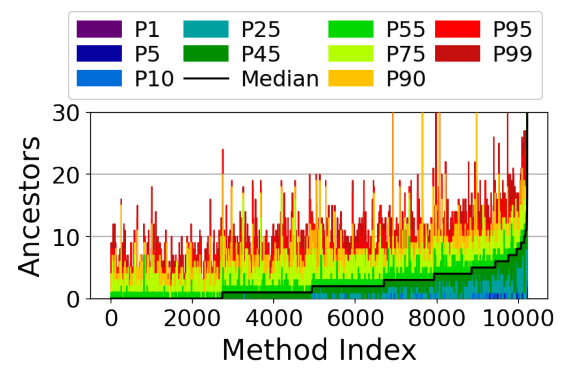 P1 P25 P55 P95
P5 P45 P75 P99
P10 Median P90
30
20
10
0
Ancestors
0 2000 4000 6000 8000 10000
Method Index